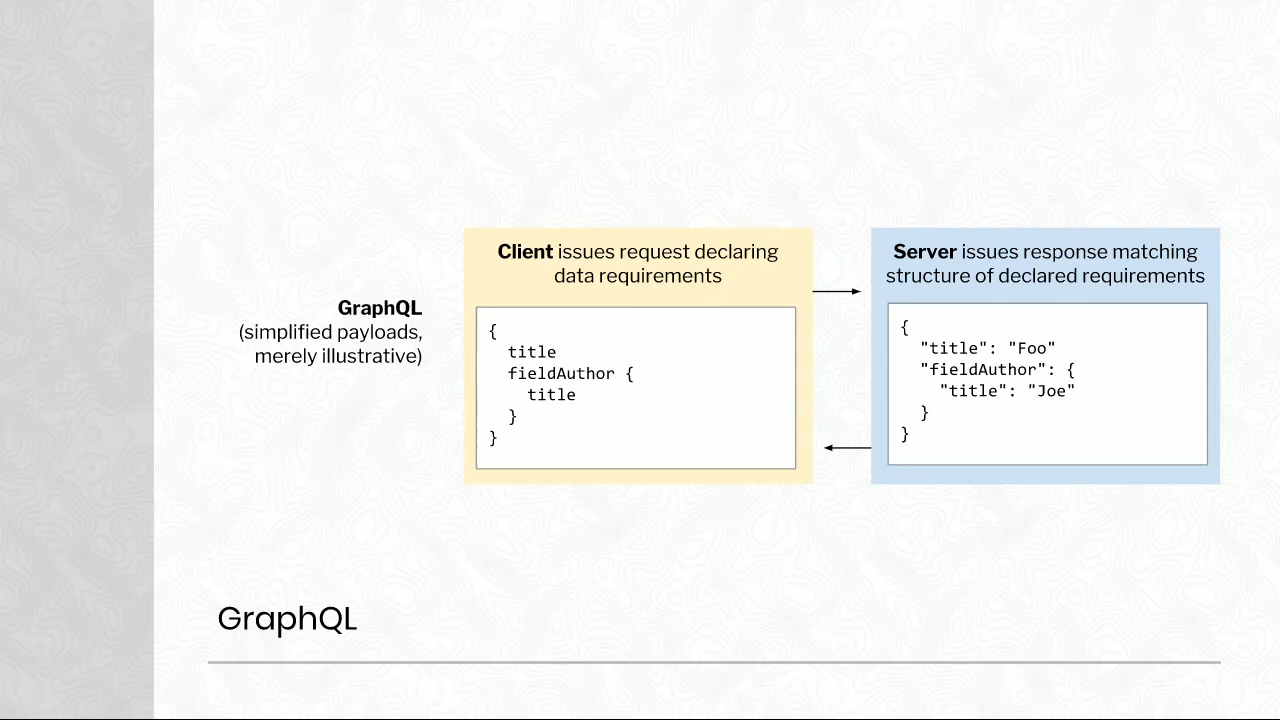 GraphQL
(simplified payloads,
merely illustrative)
Client issues request declaring
data requirements
{
  title
  fieldAuthor {
    title
  }
}
Server issues response matching
structure of declared requirements
{
  "title": "Foo"
  "fieldAuthor": {
    "title": "Joe"
  }
}
GraphQL